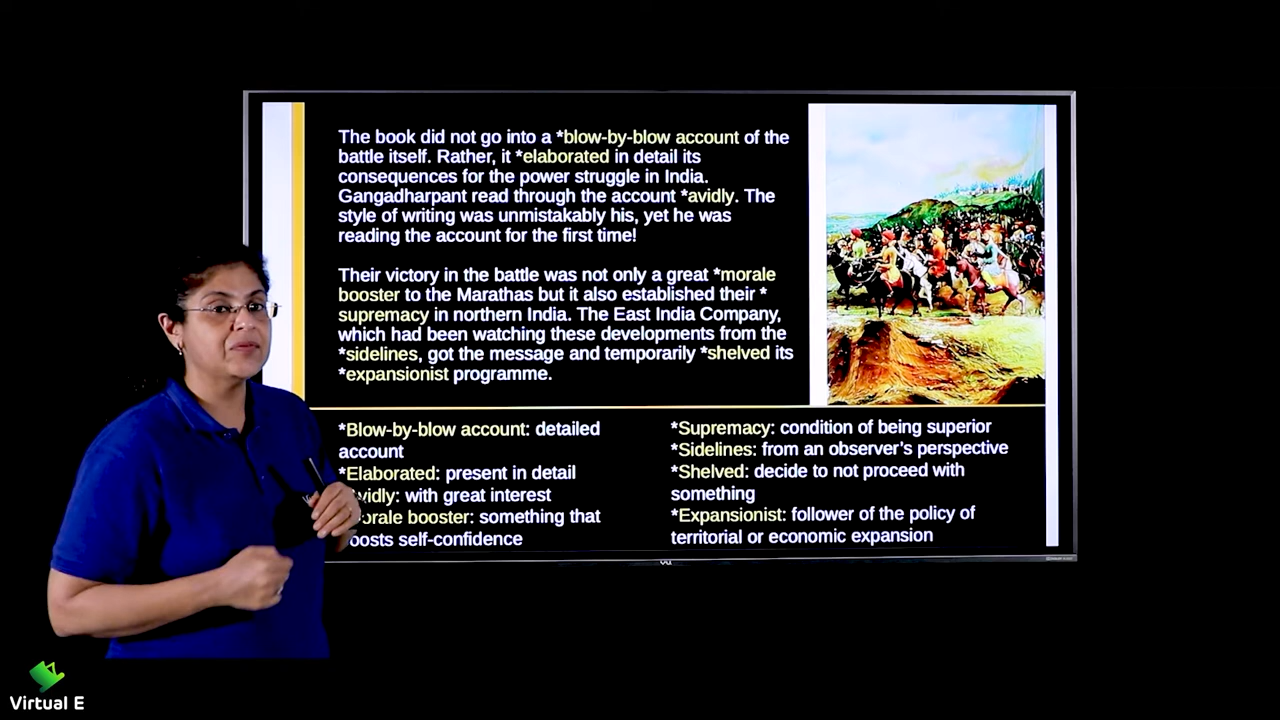 The book did not go into a *blow-by-blow account of the
battle itself. Rather, it *elaborated in detail its
consequences for the power struggle in India.
Gangadharpant read through the account *avidly. The
style of writing was unmistakably his, yet he was
reading the account for the first time!
Their victory in the battle was not only a great *morale
booster to the Marathas but it also established their *
supremacy in northern India. The East India Company,
which had been watching these developments from the
*sidelines, got the message and temporarily *shelved its
*expansionist programme.
*Blow-by-blow account: detailed
account
*Elaborated: present in detail
vidly: with great interest
orale booster: something that
oosts self-confidence
*Supremacy: condition of being superior
*Sidelines: from an observer's perspective
*Shelved: decide to not proceed with
something
*Expansionist: follower of the policy of
territorial or economic expansion
Virtual E